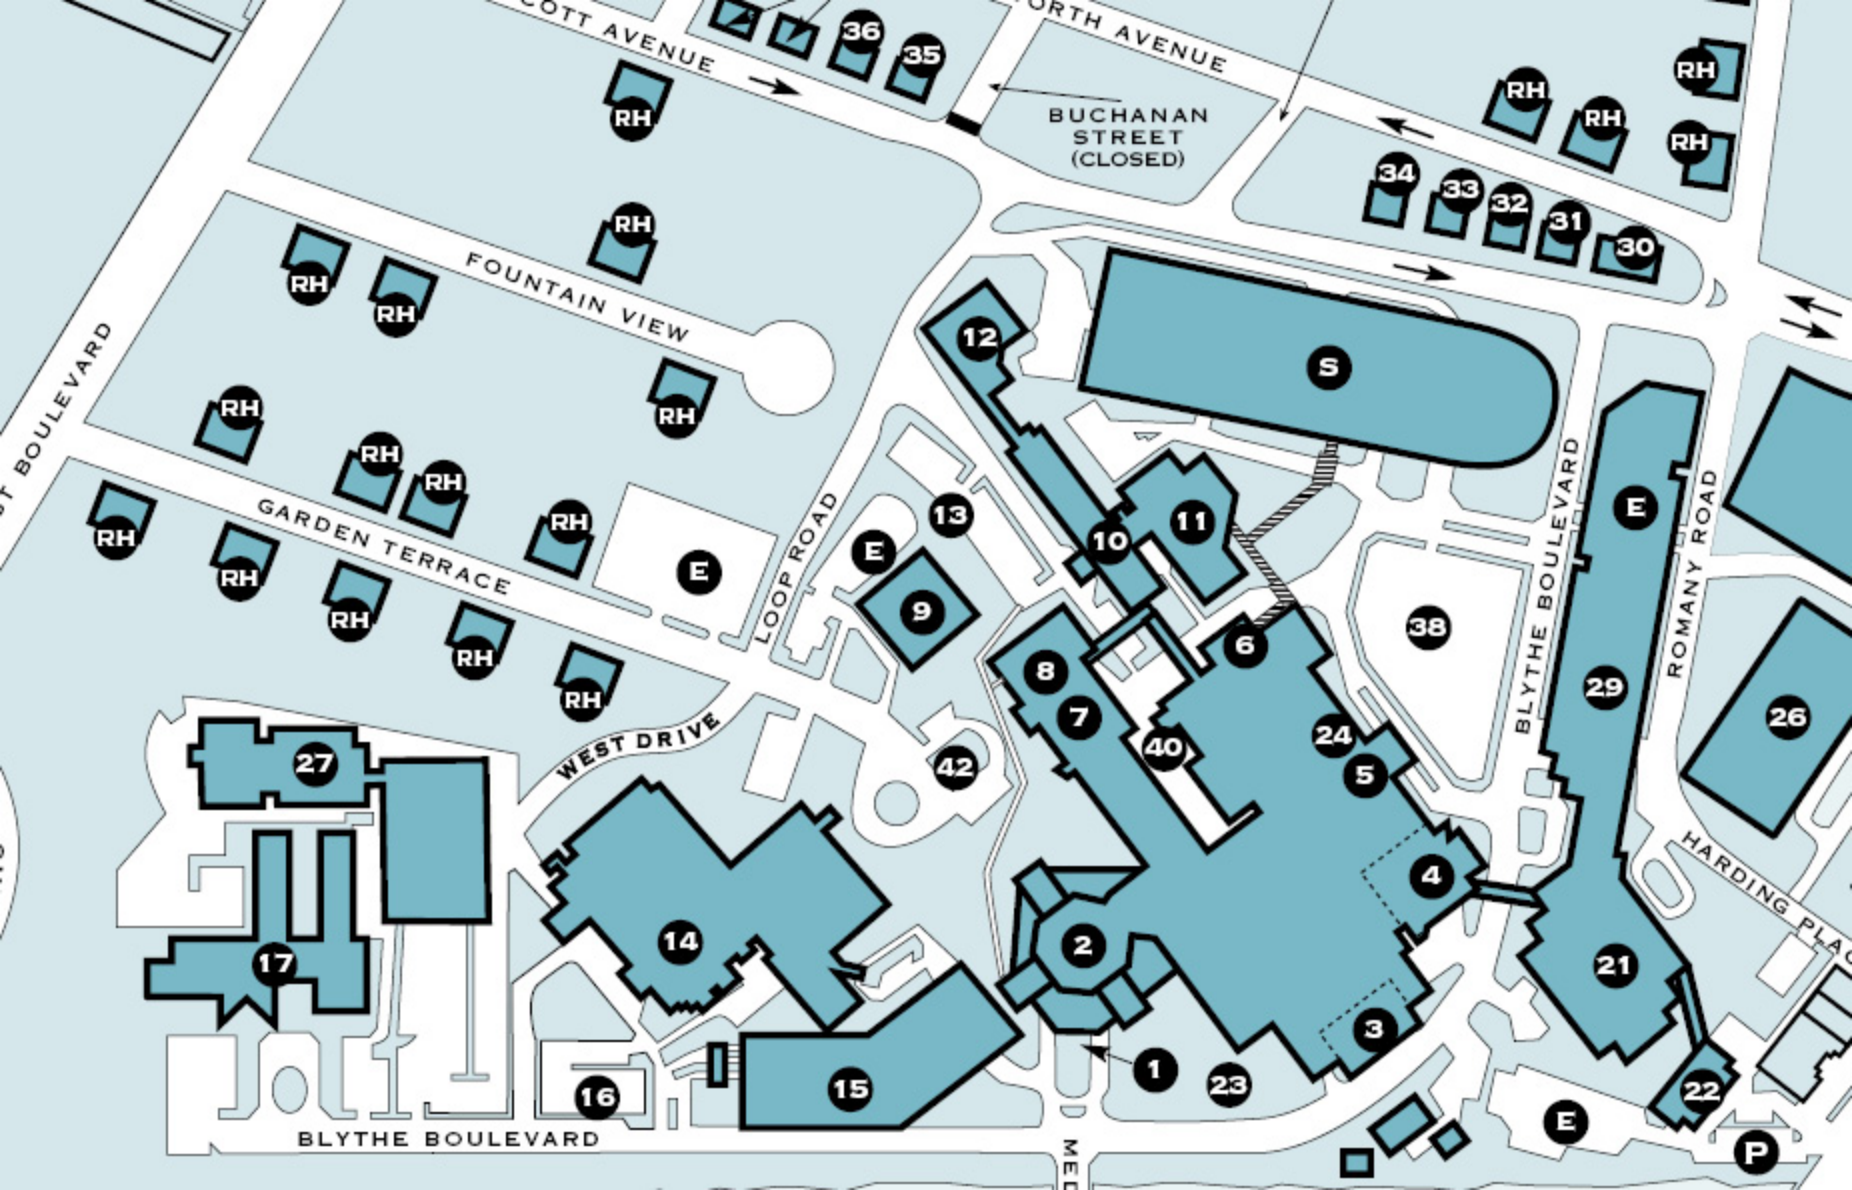 COTT AVENUE
ORTH AVENUE
36
35
RH
RH
BUCHANAN
STREET
(CLOSED)
RH
RH
RH
34
33
32
31
30
RH
RH
RH
FOUNTAIN VIEW
RH
12
S
ST BOULEVARD
RH
RH
RH
RH
RH
RH
RH
RH
RH
GARDEN TERRACE
E
LOOP ROAD
E
13
9
10
11
6
38
BLYTHE BOULEVARD
E
29
ROMANY ROAD
26
8
7
40
24
5
42
WEST DRIVE
27
17
14
2
4
21
HARDING PLAC
3
1
23
15
16
22
E
P
BLYTHE BOULEVARD
MED